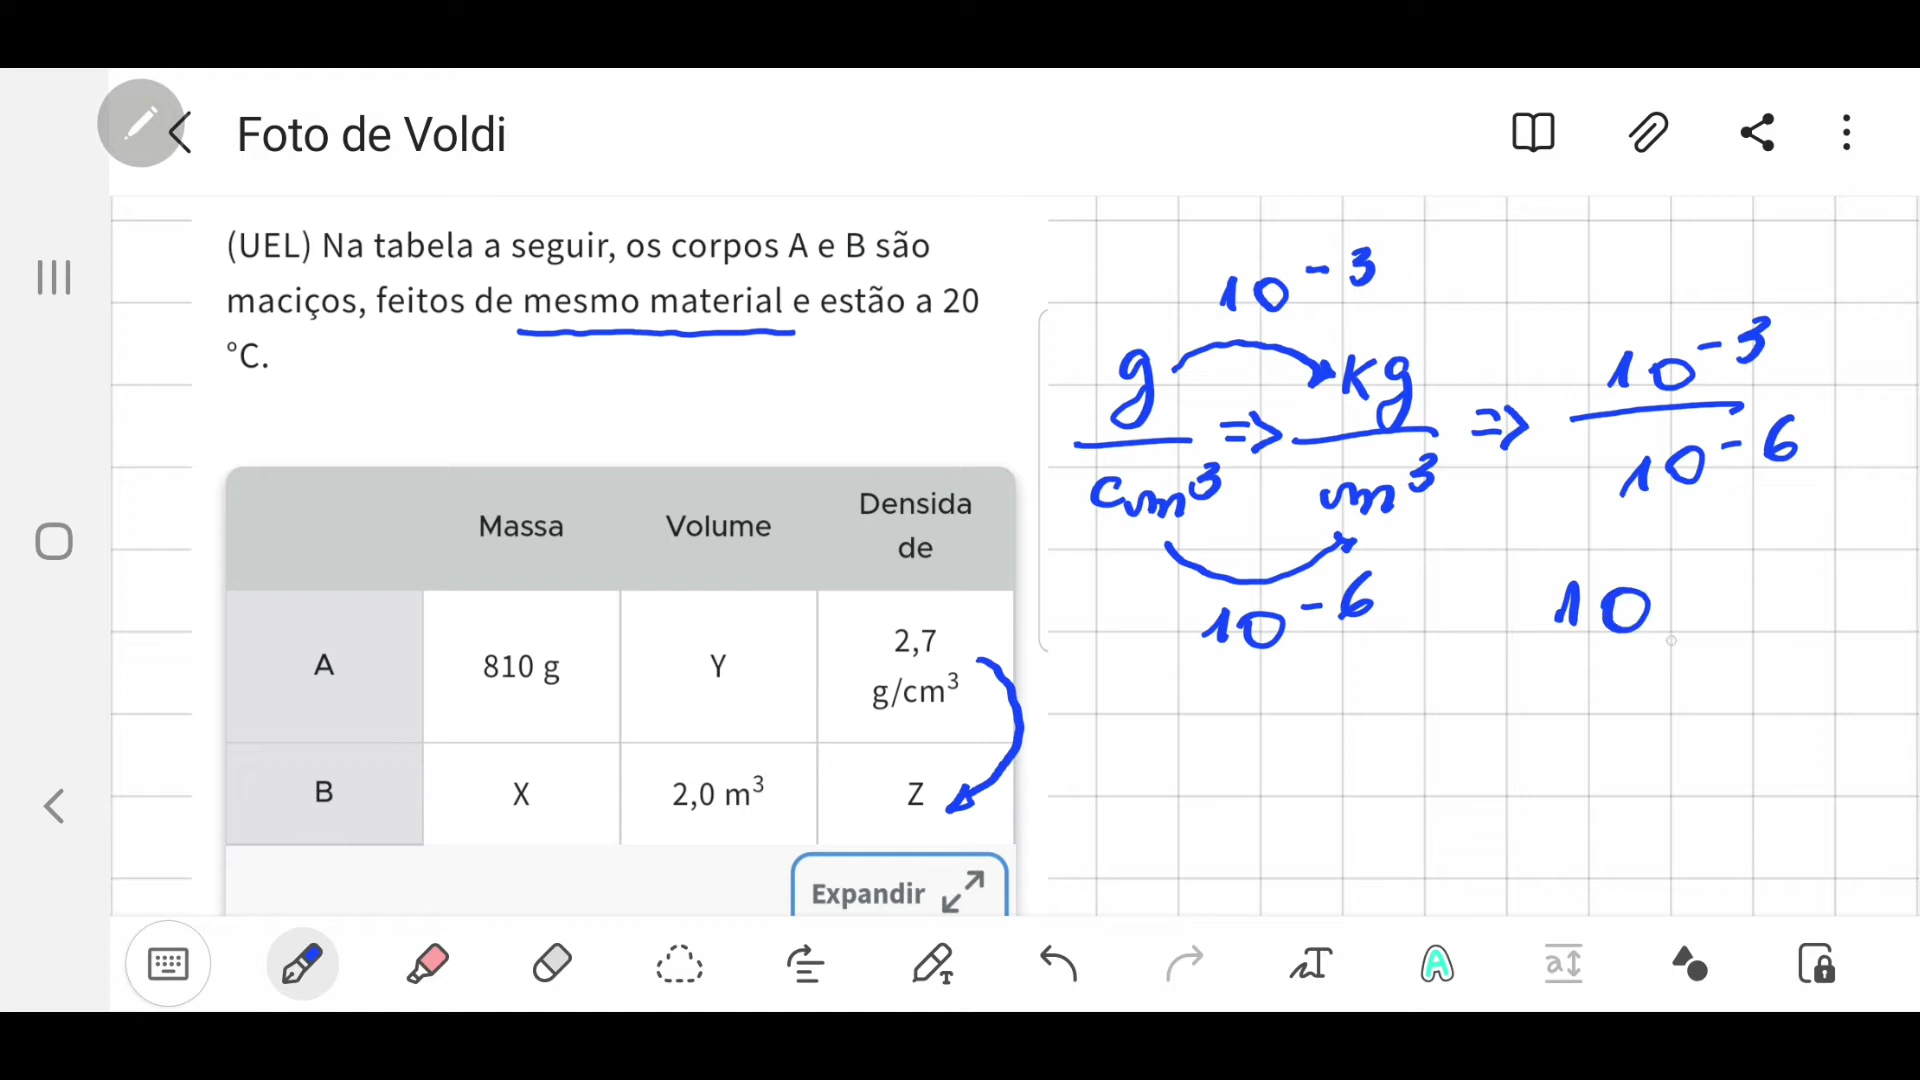 Foto de Voldi
(UEL) Na tabela a seguir, os corpos A e B são
maciços, feitos de mesmo material e estão a 20
°C.
Massa Volume Densida
de
A 810 g Y 2,7
g/cm³
B X 2,0 m³ Z
Expandir
10⁻³
g => kg => 10⁻³
cm³ m³ 10⁻⁶
10⁻⁶
10
T
T
A
a